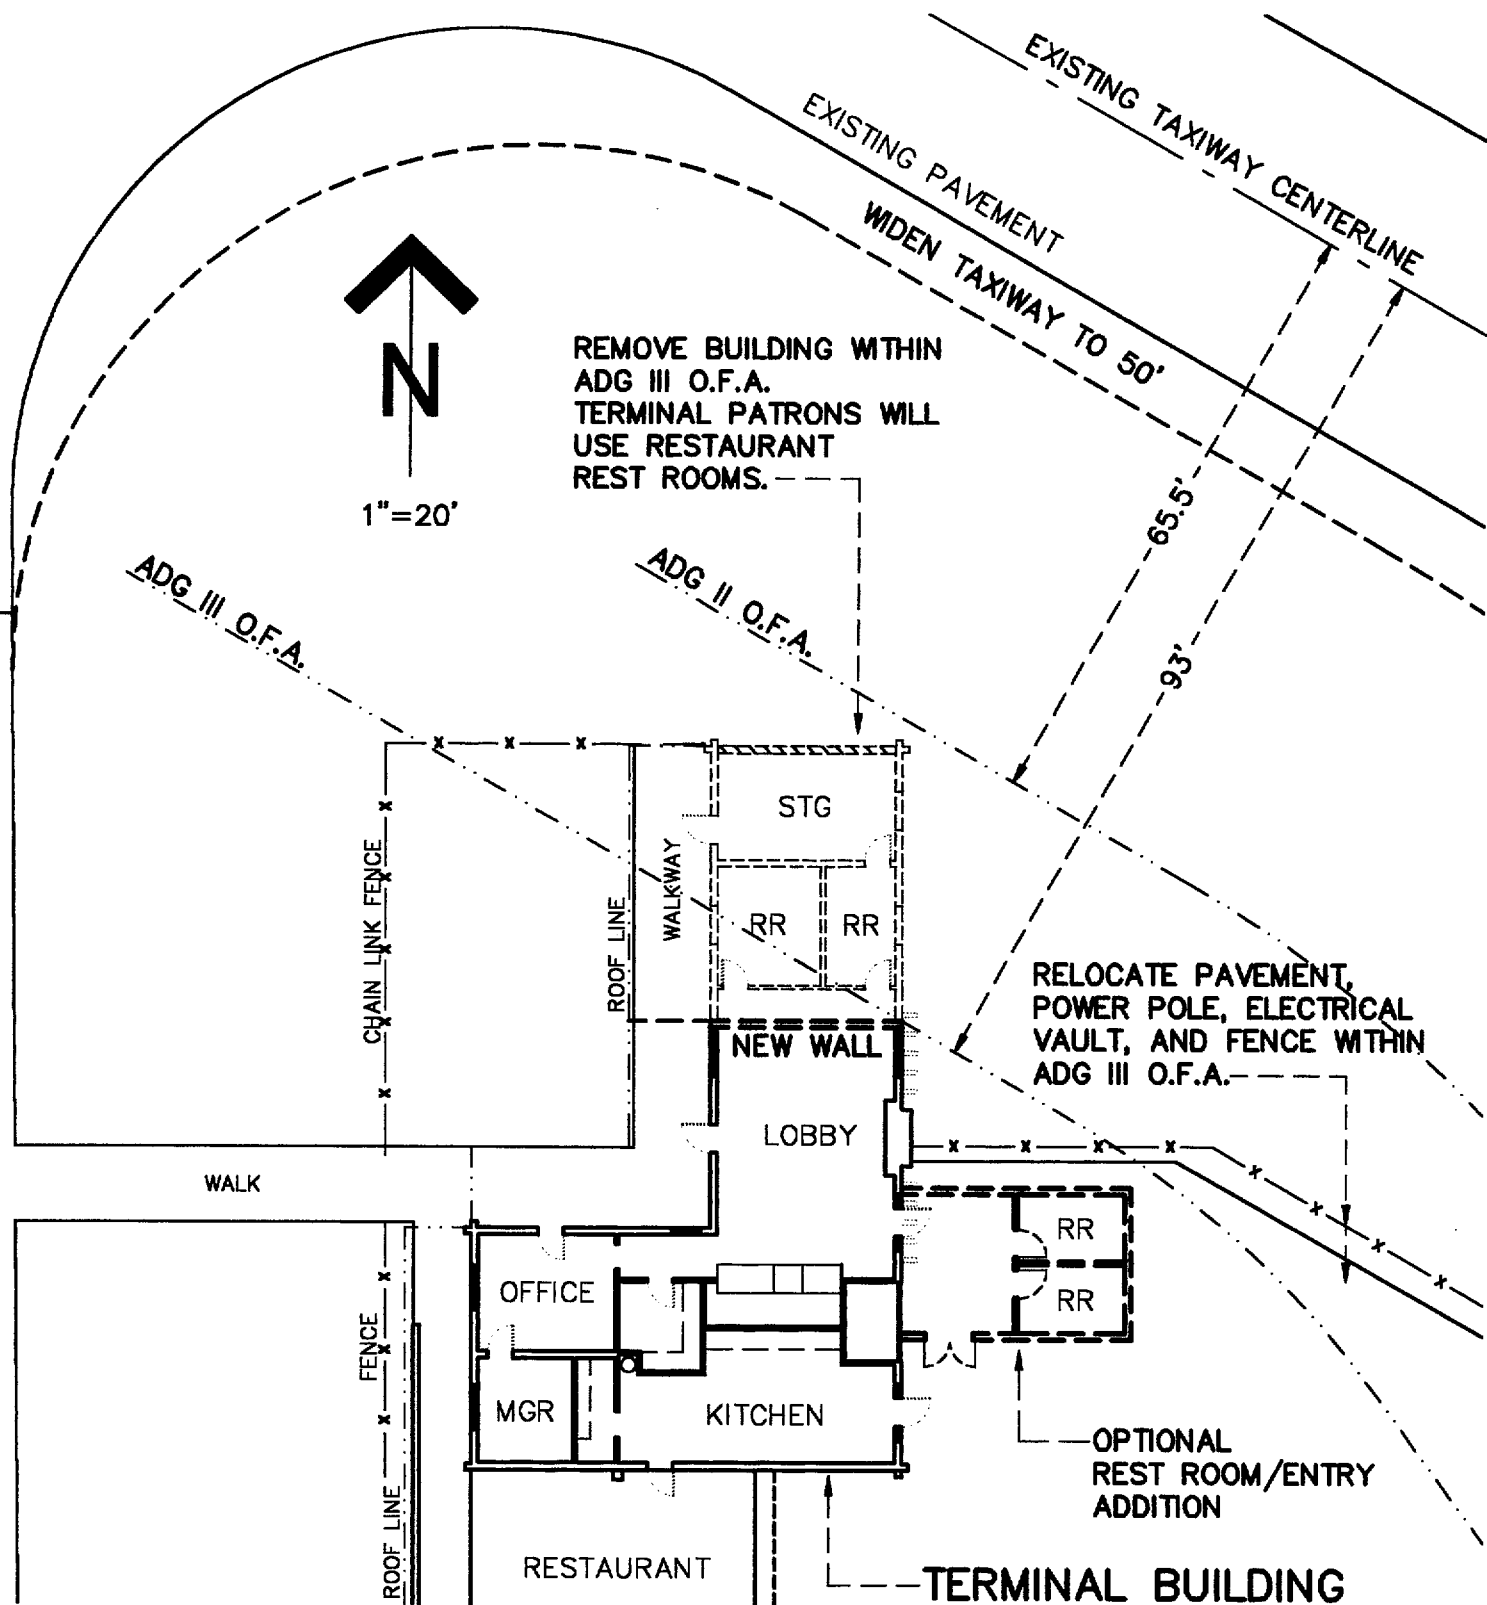 EXISTING TAXIWAY CENTERLINE
EXISTING PAVEMENT
WIDEN TAXIWAY TO 50'
N
1"=20'
REMOVE BUILDING WITHIN
ADG III O.F.A.
TERMINAL PATRONS WILL
USE RESTAURANT
REST ROOMS.
65.5'
93'
ADG III O.F.A.
ADG II O.F.A.
STG
WALKWAY
CHAIN LINK FENCE
ROOF LINE
RR
RR
RELOCATE PAVEMENT,
POWER POLE, ELECTRICAL
VAULT, AND FENCE WITHIN
ADG III O.F.A.
NEW WALL
LOBBY
WALK
RR
OFFICE
RR
FENCE
MGR
KITCHEN
OPTIONAL
REST ROOM/ENTRY
ADDITION
ROOF LINE
RESTAURANT
TERMINAL BUILDING